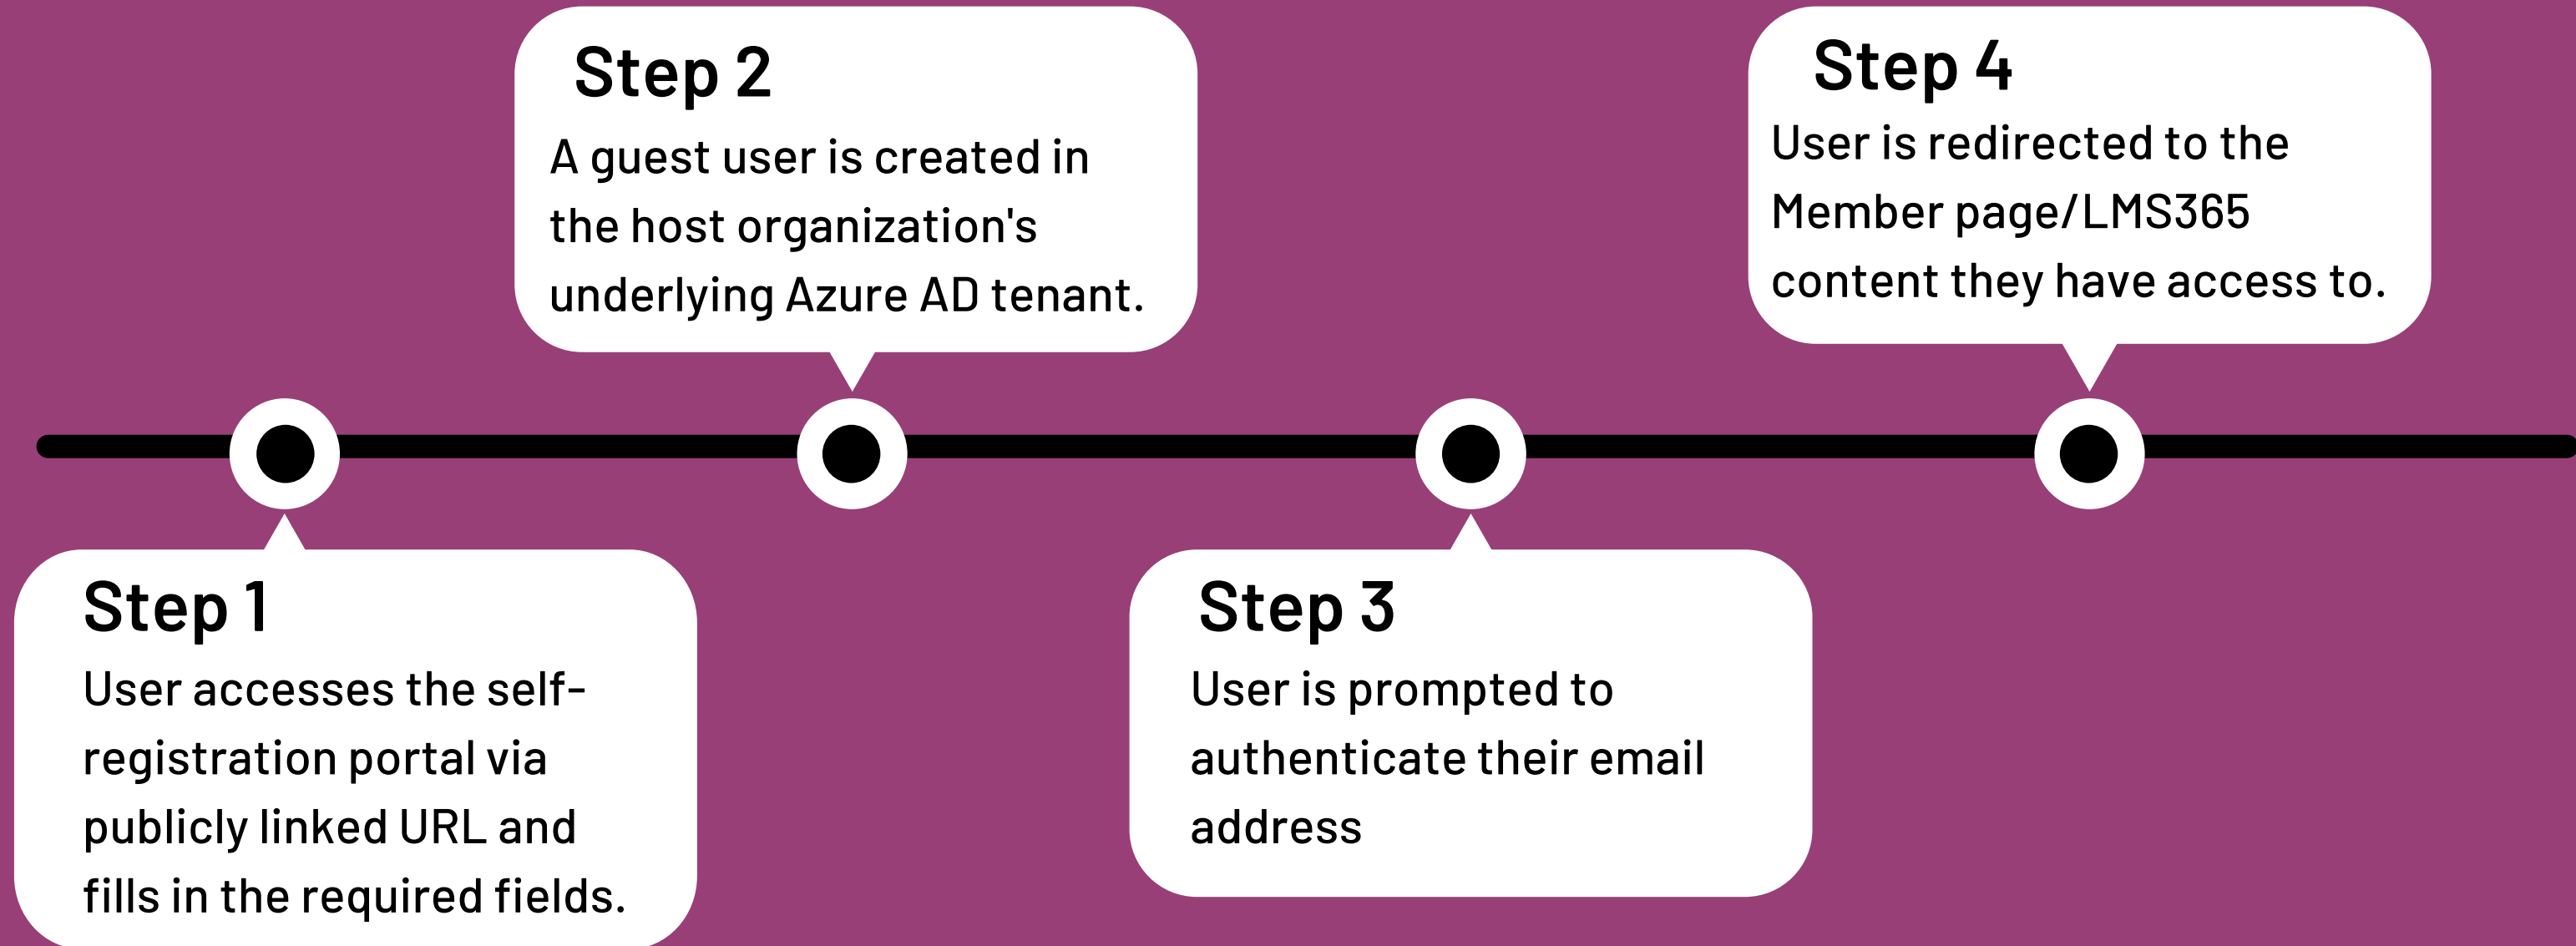 Step 1
User accesses the self-
registration portal via
publicly linked URL and
fills in the required fields.
Step 2
A guest user is created in
the host organization's
underlying Azure AD tenant.
Step 3
User is prompted to
authenticate their email
address
Step 4
User is redirected to the
Member page/LMS365
content they have access to.